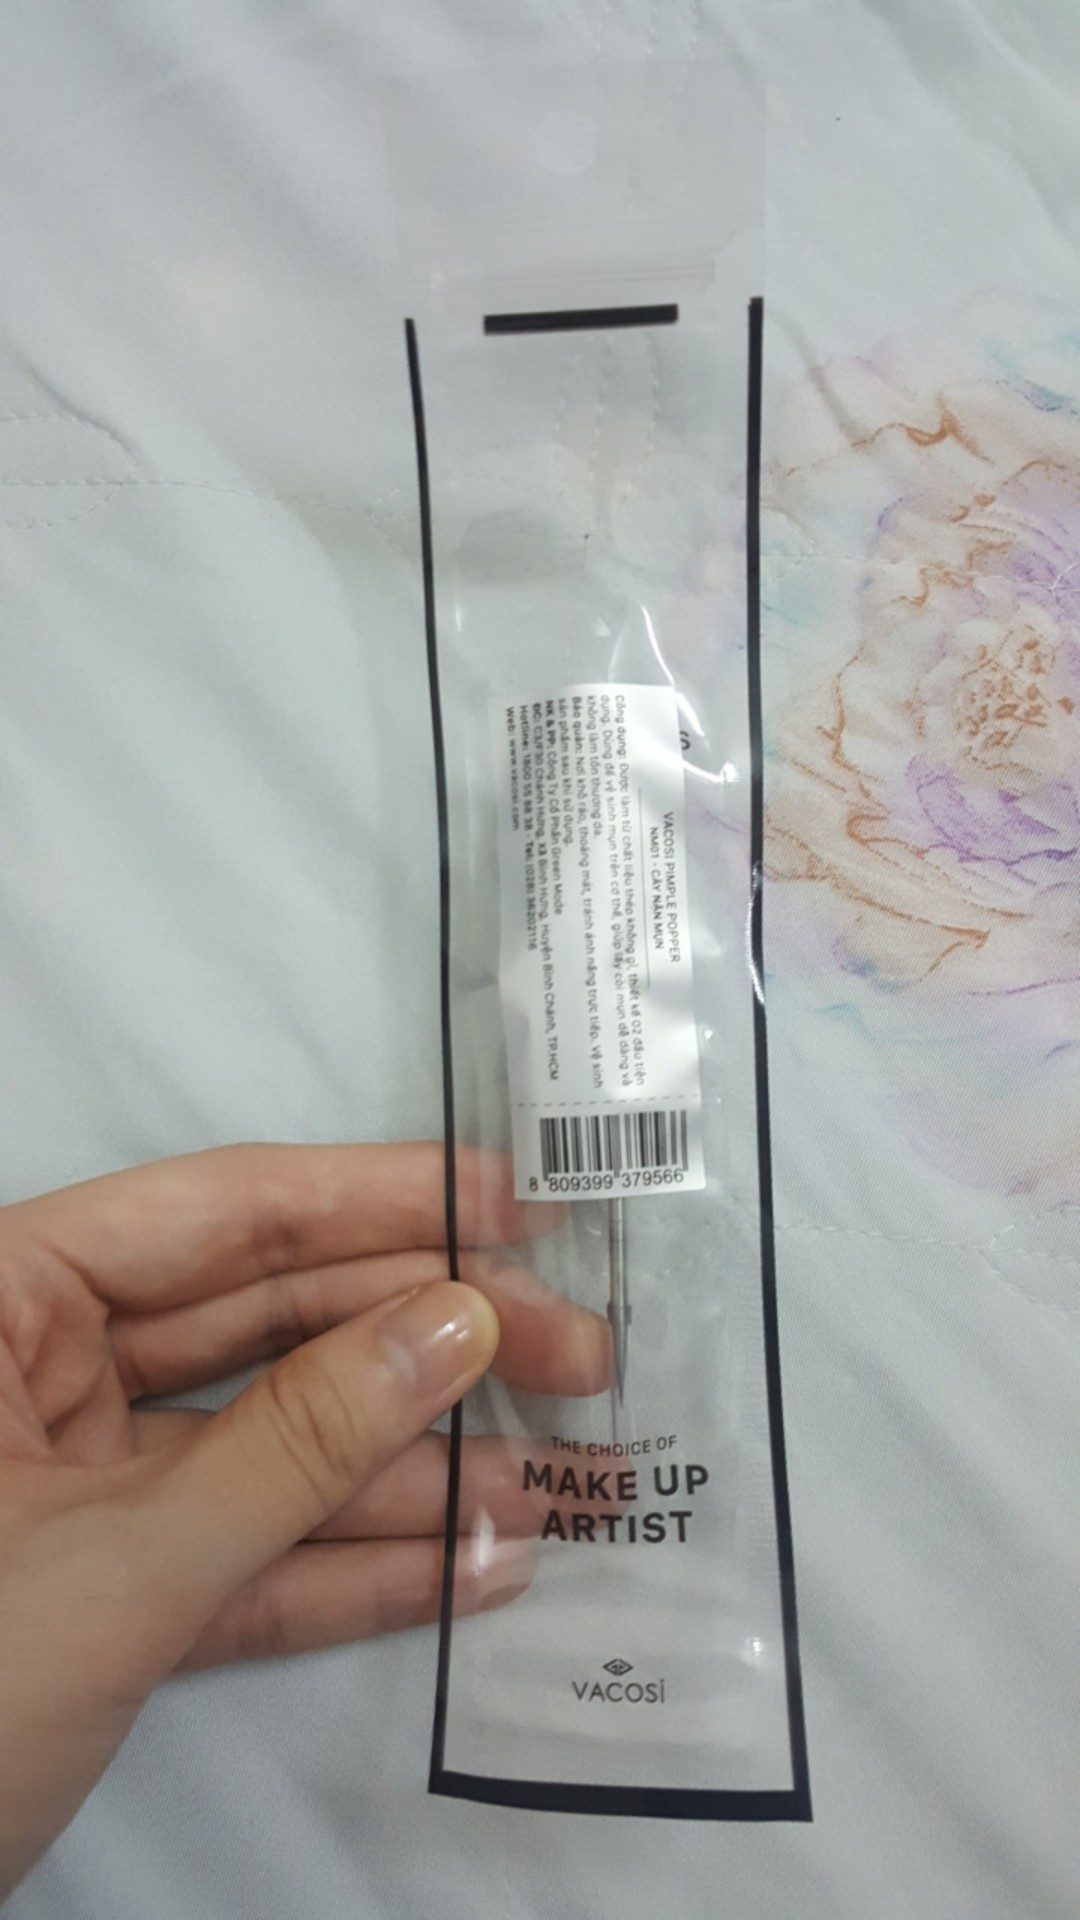 VACOSI PIMPLE POPPER
NM01 - CÂY NẶN MỤN
Công dụng: Được làm từ chất liệu thép không gỉ, thiết kế 02 đầu tiện
dụng. Dùng để vệ sinh mụn trên cơ thể, giúp lấy còi mụn dễ dàng và
không làm tổn thương da.
Bảo quản: Nơi khô ráo, thoáng mát, tránh ánh nắng trực tiếp. Vệ sinh
sản phẩm sau khi sử dụng.
NK & PP: Công Ty Cổ Phần Green Mode
ĐC: C3/F30 Chánh Hưng, Xã Bình Hưng, Huyện Bình Chánh, TP.HCM
Hotline: 1800 55 88 38 - Tel: (028) 36202116
Web: www.vacosi.com
8 809399 379566
THE CHOICE OF
MAKE UP
ARTIST
VACOSI